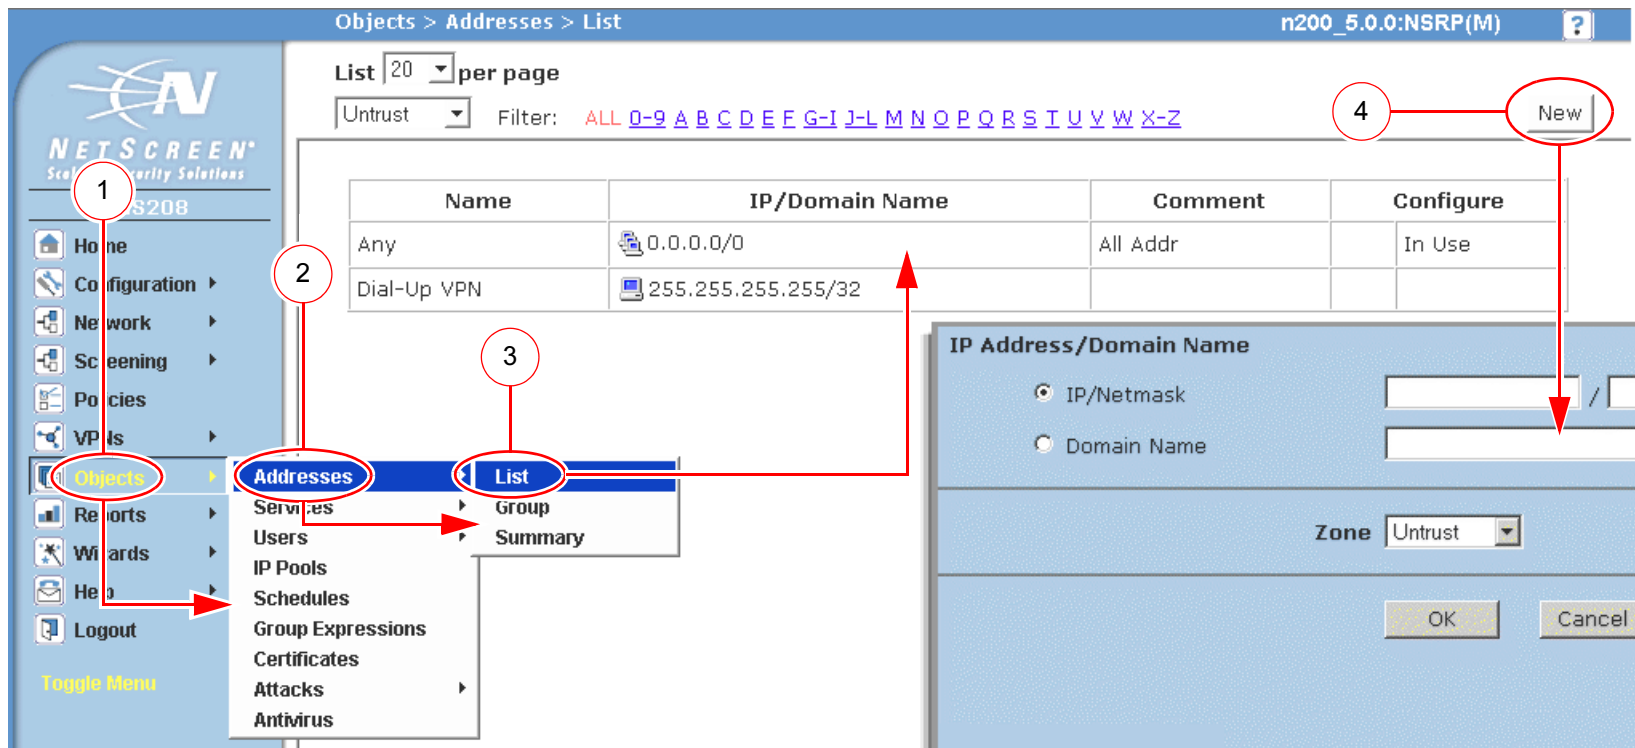 Objects > Addresses > List
n200_5.0.0:NSRP(M)
?
List 20 per page
Untrust
Filter: ALL 0-9 A B C D E F G-I J-L M N O P Q R S T U V W X-Z
4
New
N
NETSCREEN
Security Solutions
1
Name IP/Domain Name Comment Configure
Any 0.0.0.0/0 All Addr In Use
Dial-Up VPN 255.255.255.255/32
2
3
Home
Configuration
Network
Screening
Policies
VPNs
Objects
Reports
Wizards
Help
Logout
Toggle Menu
Addresses
Services
Users
IP Pools
Schedules
Group Expressions
Certificates
Attacks
Antivirus
List
Group
Summary
IP Address/Domain Name
IP/Netmask /
Domain Name
Zone Untrust
OK Cancel